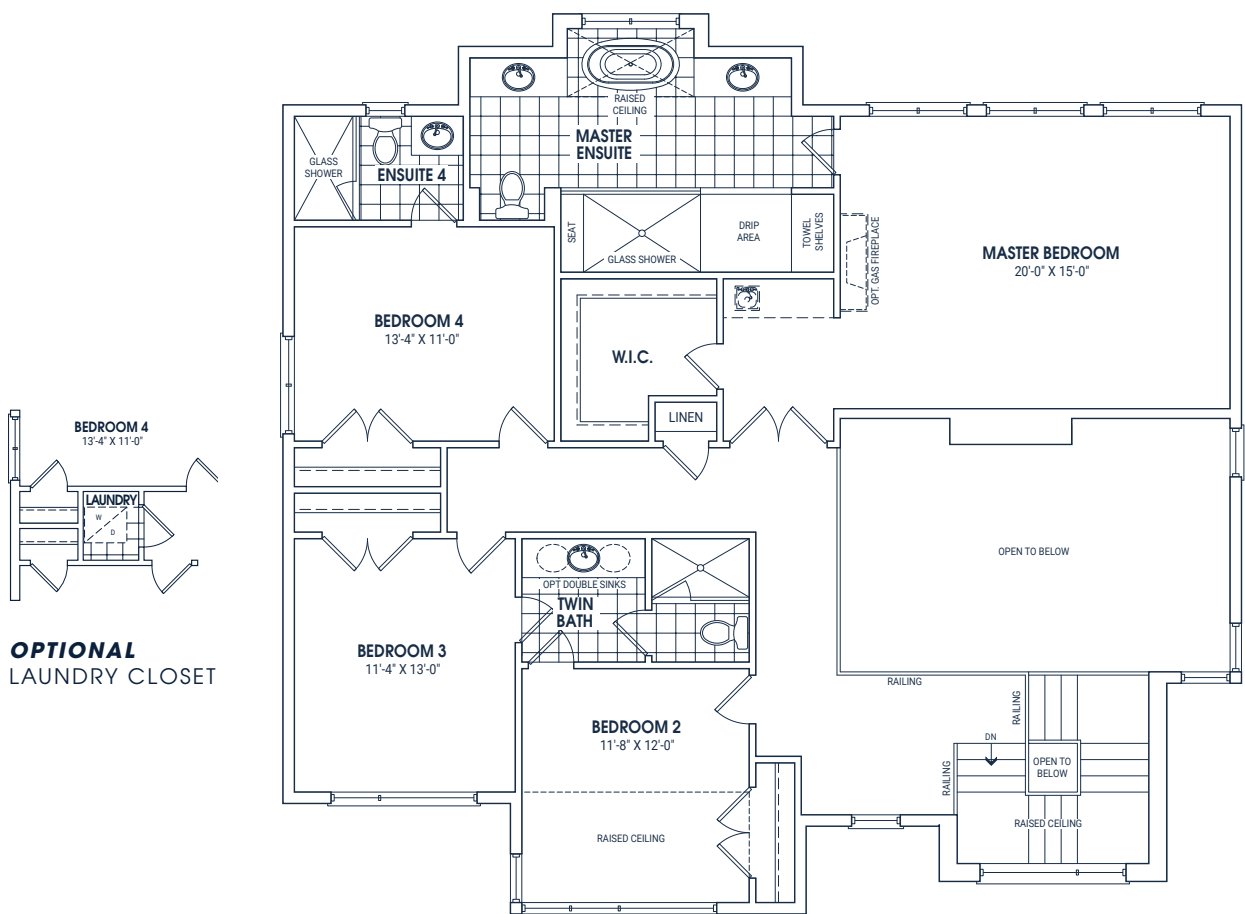 RAISED
CEILING
MASTER
ENSUITE
GLASS
SHOWER
ENSUITE 4
SEAT
GLASS SHOWER
DRIP
AREA
TOWEL
SHELVES
OPT. GAS FIREPLACE
MASTER BEDROOM
20'-0" X 15'-0"
BEDROOM 4
13'-4" X 11'-0"
W.I.C.
LINEN
BEDROOM 4
13'-4" X 11'-0"
LAUNDRY
W
D
OPTIONAL
LAUNDRY CLOSET
OPEN TO BELOW
OPT DOUBLE SINKS
TWIN
BATH
BEDROOM 3
11'-4" X 13'-0"
BEDROOM 2
11'-8" X 12'-0"
RAISED CEILING
RAILING
RAILING
DN
RAILING
OPEN TO
BELOW
RAISED CEILING